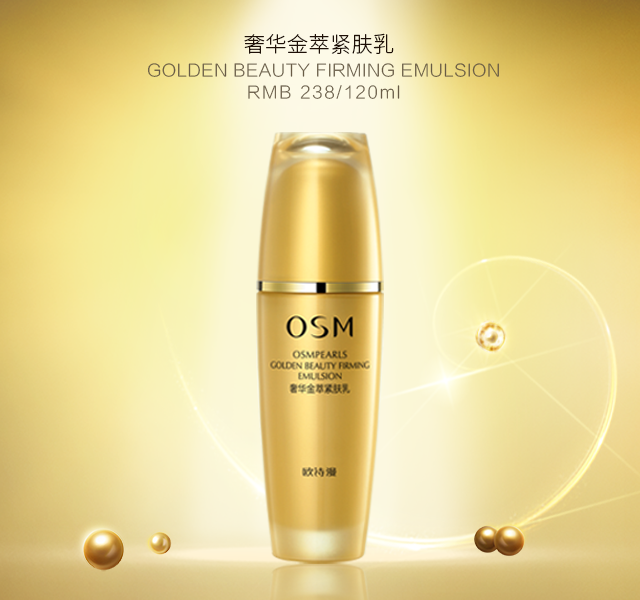 奢华金萃紧肤乳
GOLDEN BEAUTY FIRMING EMULSION
RMB 238/120ml
OSM
OSMPEARLS
GOLDEN BEAUTY FIRMING
EMULSION
奢华金萃紧肤乳
欧诗漫